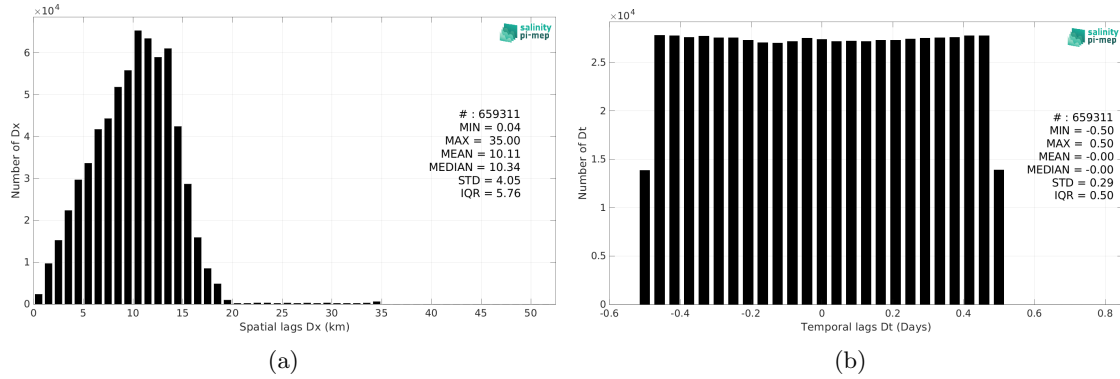 ×10⁴
6
5
4
3
2
1
0
Number of Dx
0 5 10 15 20 25 30 35 40 45 50
Spatial lags Dx (km)
salinity
pi-mep
# : 659311
MIN = 0.04
MAX = 35.00
MEAN = 10.11
MEDIAN = 10.34
STD = 4.05
IQR = 5.76
(a)
×10⁴
2.5
2
1.5
1
0.5
0
Number of Dt
-0.6 -0.4 -0.2 0 0.2 0.4 0.6 0.8
Temporal lags Dt (Days)
salinity
pi-mep
# : 659311
MIN = -0.50
MAX = 0.50
MEAN = -0.00
MEDIAN = -0.00
STD = 0.29
IQR = 0.50
(b)